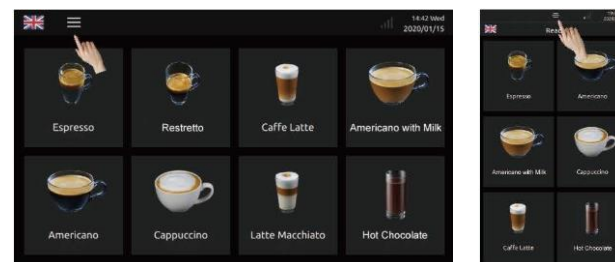 14:42 Wed
2020/01/15
Espresso
Restretto
Caffe Latte
Americano with Milk
Americano
Cappuccino
Latte Macchiato
Hot Chocolate
Espresso
Americano
Americano with Milk
Cappuccino
Caffe Latte
Hot Chocolate